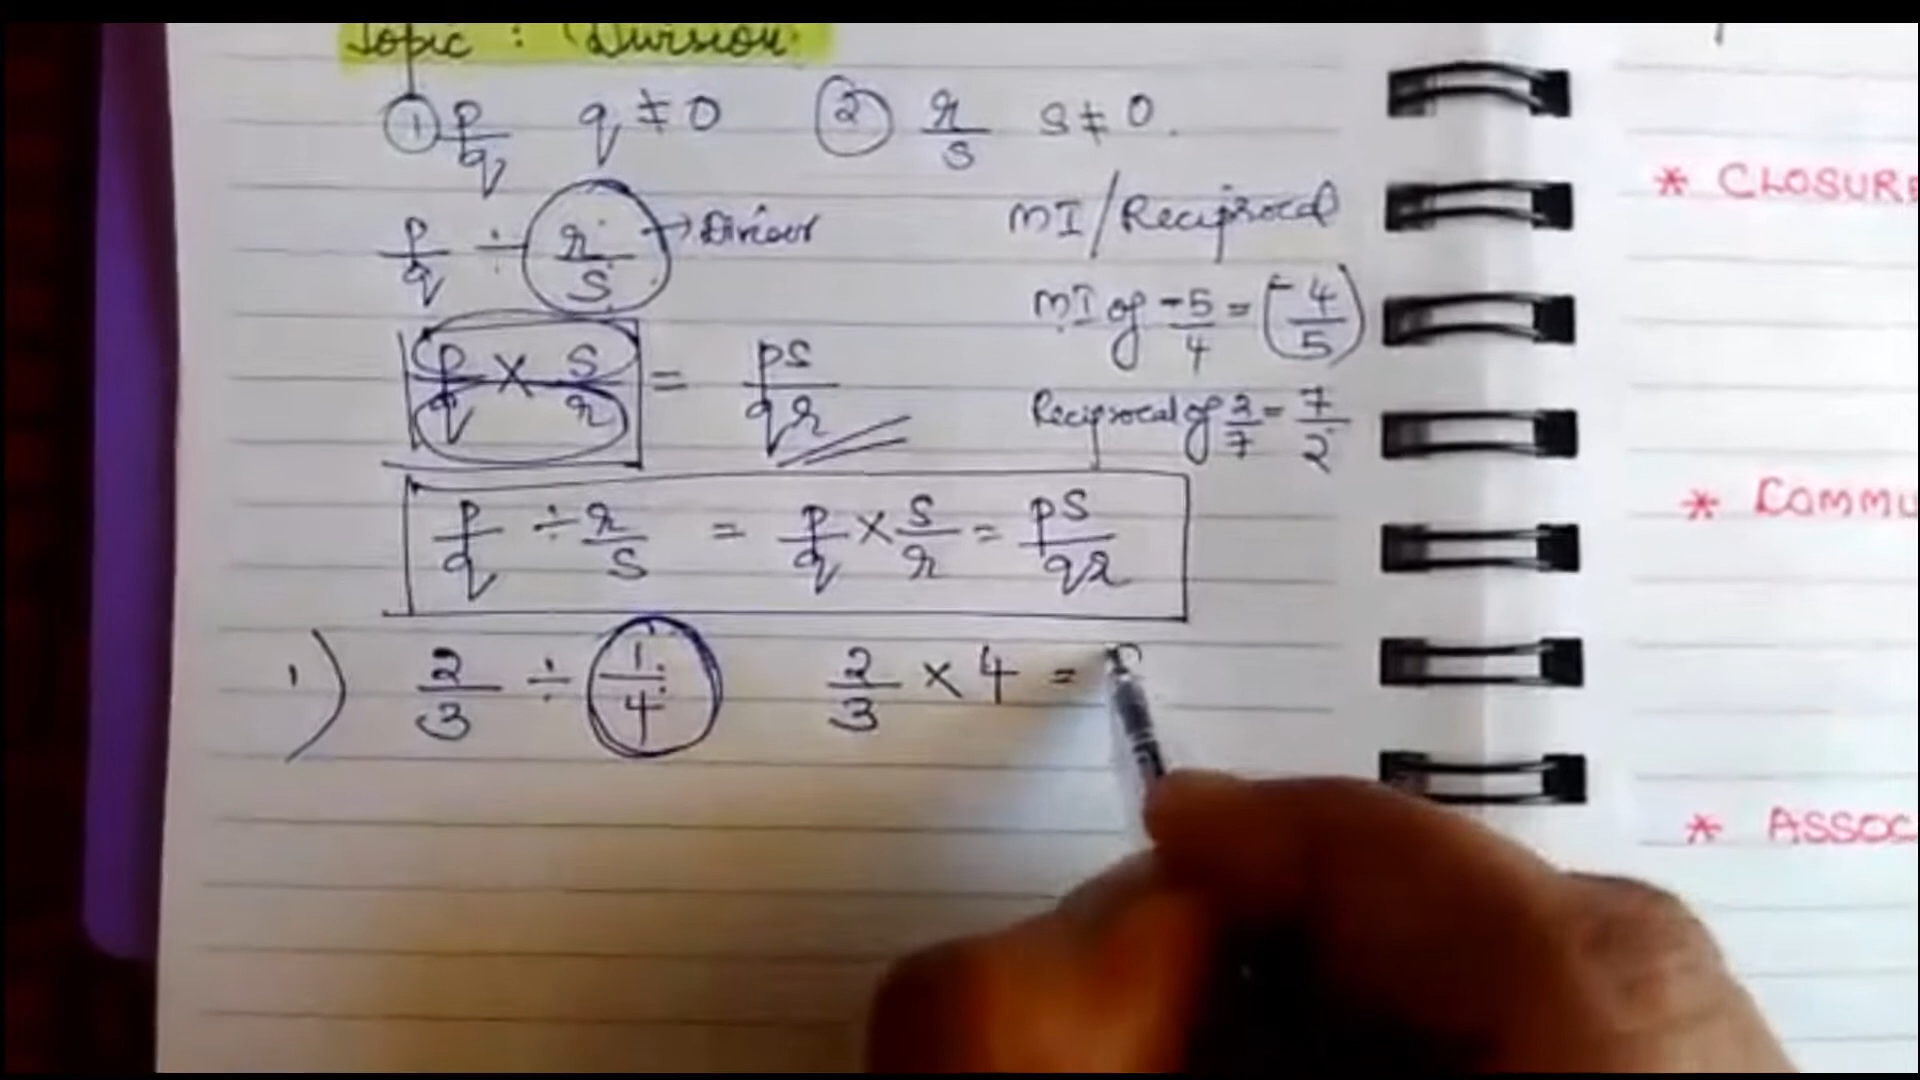 Topic : Division
① p/q q ≠ 0 ② r/s s ≠ 0.
p/q ÷ r/s → Divisor
MI/Reciprocal
MI of -5/4 = (-4/5)
p/q × s/r = ps/qr
Reciprocal of 2/7 = 7/2
p/q ÷ r/s = p/q × s/r = ps/qr
1) 2/3 ÷ 1/4 2/3 × 4 =
* CLOSURE
* COMMU
* ASSOC